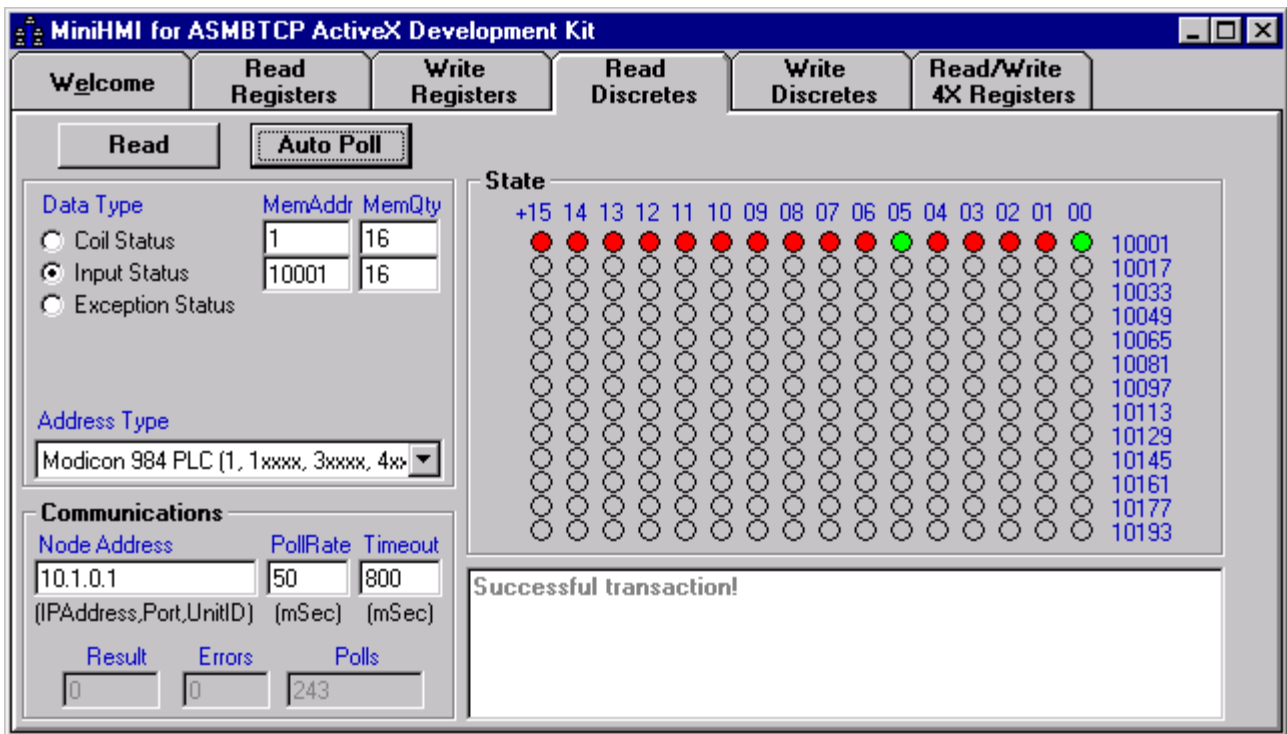 MiniHMI for ASMBTCP ActiveX Development Kit
Welcome
Read Registers
Write Registers
Read Discretes
Write Discretes
Read/Write 4X Registers
Read
Auto Poll
Data Type MemAddr MemQty
Coil Status 1 16
Input Status 10001 16
Exception Status
Address Type
Modicon 984 PLC (1, 1xxxx, 3xxxx, 4x
Communications
Node Address PollRate Timeout
10.1.0.1 50 800
(IPAddress,Port,UnitID) (mSec) (mSec)
Result Errors Polls
0 0 243
State
+15 14 13 12 11 10 09 08 07 06 05 04 03 02 01 00
10001
10017
10033
10049
10065
10081
10097
10113
10129
10145
10161
10177
10193
Successful transaction!